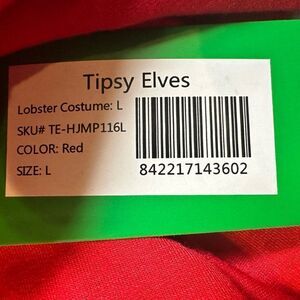 Tipsy Elves
Lobster Costume: L
SKU# TE-HJMP116L
COLOR: Red
SIZE: L
842217143602